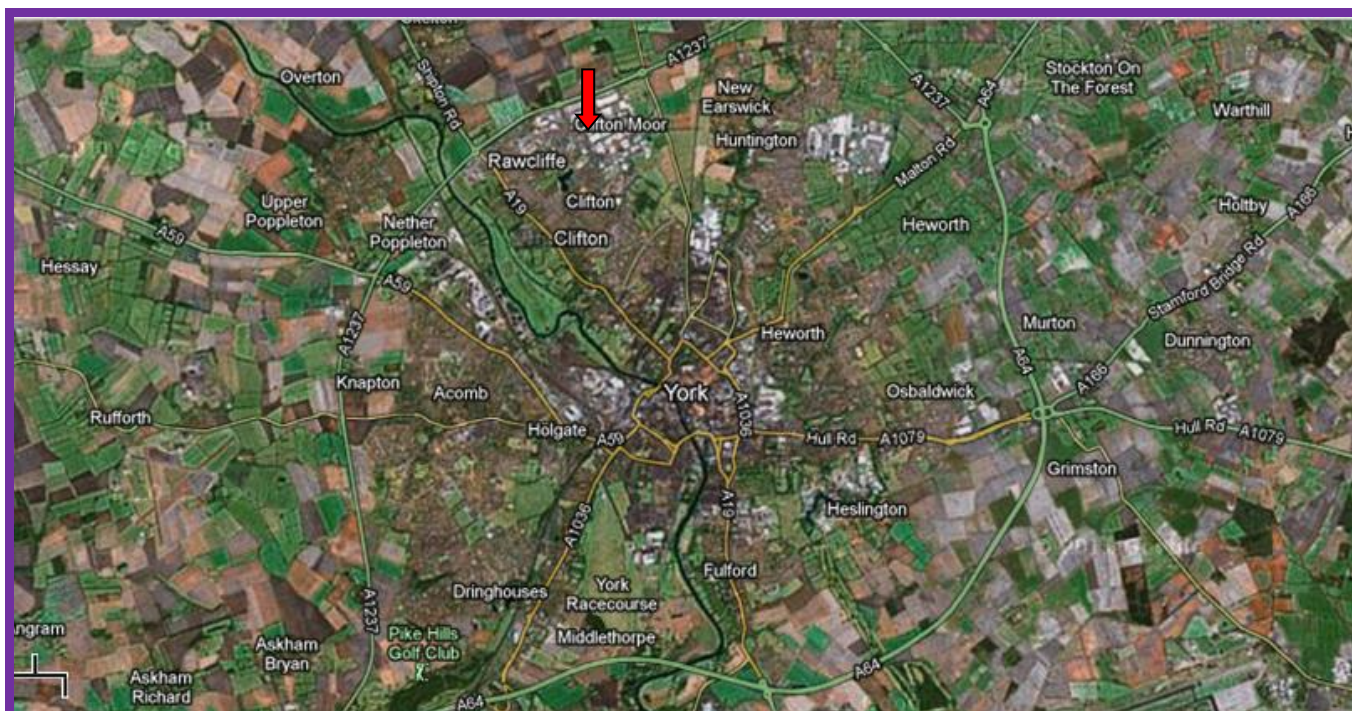 Skelton
A1237
Overton
Shipton Rd
New
Earswick
A1237
A64
Stockton On
The Forest
Warthill
Clifton Moor
Huntington
Malton Rd
Rawcliffe
A19
Clifton
Upper
Poppleton
Nether
Poppleton
Clifton
Heworth
Holtby
A166
A59
Hessay
A59
Stamford Bridge Rd
A1237
Heworth
Murton
Dunnington
A64
A166
Knapton
Acomb
York
Osbaldwick
Rufforth
Holgate
A59
A1036
Hull Rd
A1079
Hull Rd
A1079
Grimston
A1036
A19
Heslington
Dringhouses
York
Racecourse
Fulford
A1237
Middlethorpe
Angram
Askham
Bryan
Pike Hills
Golf Club
Askham
Richard
A64
A64